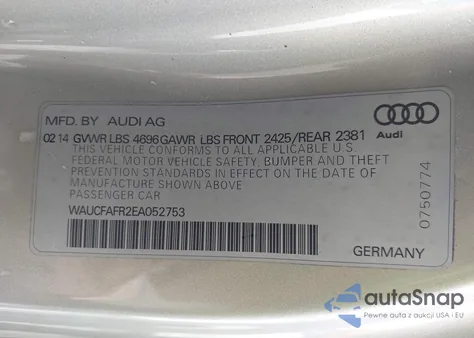 MFD. BY AUDI AG
02 14 GVWR LBS 4696 GAWR LBS FRONT 2425/REAR 2381
THIS VEHICLE CONFORMS TO ALL APPLICABLE U.S.
FEDERAL MOTOR VEHICLE SAFETY, BUMPER AND THEFT
PREVENTION STANDARDS IN EFFECT ON THE DATE OF
MANUFACTURE SHOWN ABOVE
PASSENGER CAR
WAUCFAFR2EA052753
GERMANY
Audi
0750774
autoSnap
Pewne auta z aukcji USA i EU